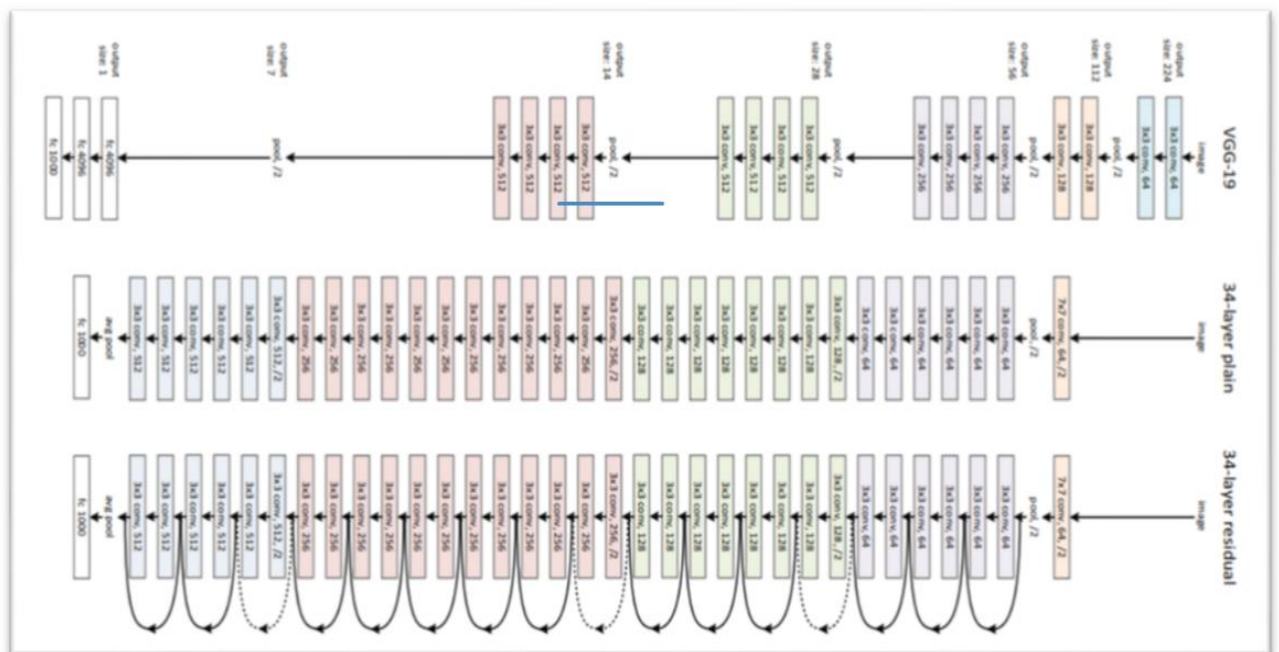 VGG-19
image
output
size: 224
3x3 conv, 64
3x3 conv, 64
pool, /2
output
size: 112
3x3 conv, 128
3x3 conv, 128
pool, /2
output
size: 56
3x3 conv, 256
3x3 conv, 256
3x3 conv, 256
3x3 conv, 256
pool, /2
output
size: 28
3x3 conv, 512
3x3 conv, 512
3x3 conv, 512
3x3 conv, 512
pool, /2
output
size: 14
3x3 conv, 512
3x3 conv, 512
3x3 conv, 512
3x3 conv, 512
pool, /2
output
size: 7
output
size: 1
fc 4096
fc 4096
fc 1000
34-layer plain
image
7x7 conv, 64, /2
pool, /2
3x3 conv, 64
3x3 conv, 64
3x3 conv, 64
3x3 conv, 64
3x3 conv, 64
3x3 conv, 64
3x3 conv, 128, /2
3x3 conv, 128
3x3 conv, 128
3x3 conv, 128
3x3 conv, 128
3x3 conv, 128
3x3 conv, 128
3x3 conv, 128
3x3 conv, 256, /2
3x3 conv, 256
3x3 conv, 256
3x3 conv, 256
3x3 conv, 256
3x3 conv, 256
3x3 conv, 256
3x3 conv, 256
3x3 conv, 256
3x3 conv, 256
3x3 conv, 256
3x3 conv, 256
3x3 conv, 512, /2
3x3 conv, 512
3x3 conv, 512
3x3 conv, 512
3x3 conv, 512
3x3 conv, 512
avg pool
fc 1000
34-layer residual
image
7x7 conv, 64, /2
pool, /2
3x3 conv, 64
3x3 conv, 64
3x3 conv, 64
3x3 conv, 64
3x3 conv, 64
3x3 conv, 64
3x3 conv, 128, /2
3x3 conv, 128
3x3 conv, 128
3x3 conv, 128
3x3 conv, 128
3x3 conv, 128
3x3 conv, 128
3x3 conv, 128
3x3 conv, 256, /2
3x3 conv, 256
3x3 conv, 256
3x3 conv, 256
3x3 conv, 256
3x3 conv, 256
3x3 conv, 256
3x3 conv, 256
3x3 conv, 256
3x3 conv, 256
3x3 conv, 256
3x3 conv, 256
3x3 conv, 512, /2
3x3 conv, 512
3x3 conv, 512
3x3 conv, 512
3x3 conv, 512
3x3 conv, 512
avg pool
fc 1000